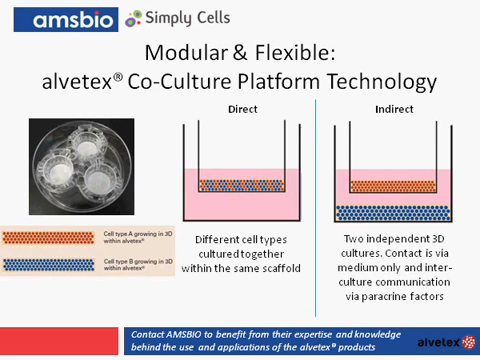 amsbio Simply Cells
Modular & Flexible:
alvetex® Co-Culture Platform Technology
Direct
Indirect
Cell type A growing in 3D
within alvetex®
Cell type B growing in 3D
within alvetex®
Different cell types
cultured together
within the same scaffold
Two independent 3D
cultures. Contact is via
medium only and inter-
culture communication
via paracrine factors
Contact AMSBIO to benefit from their expertise and knowledge
behind the use and applications of the alvetex® products
alvetex